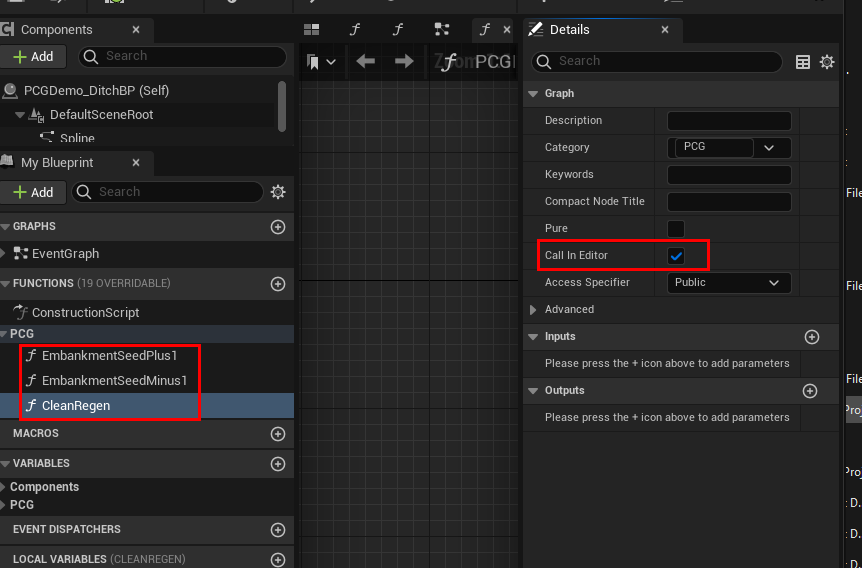 Components
Add
Search
PCGDemo_DitchBP (Self)
DefaultSceneRoot
Spline
My Blueprint
Add
Search
GRAPHS
EventGraph
FUNCTIONS (19 OVERRIDABLE)
ConstructionScript
PCG
EmbankmentSeedPlus1
EmbankmentSeedMinus1
CleanRegen
MACROS
VARIABLES
Components
PCG
EVENT DISPATCHERS
LOCAL VARIABLES (CLEANREGEN)
PCG
Details
Search
Graph
Description
Category PCG
Keywords
Compact Node Title
Pure
Call In Editor
Access Specifier Public
Advanced
Inputs
Please press the + icon above to add parameters
Outputs
Please press the + icon above to add parameters
File
File
File
Proj
Proj
D.
D.
D.